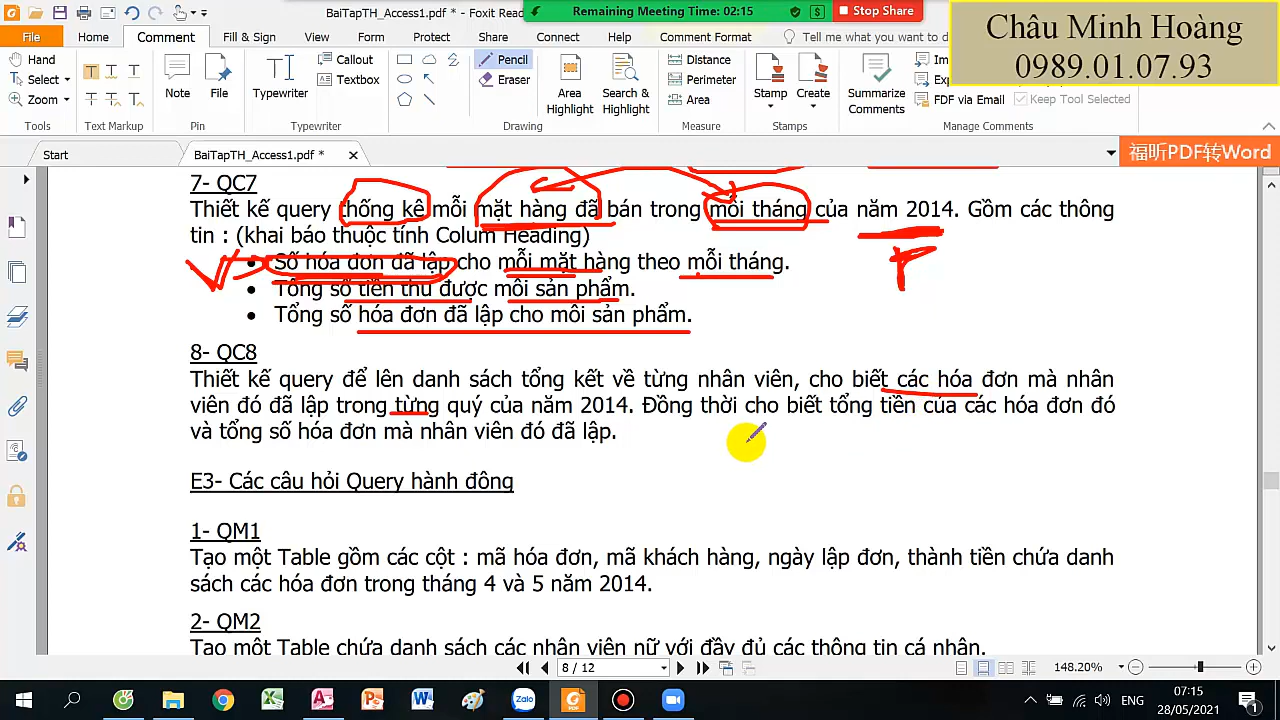 BaiTapTH_Access1.pdf * - Foxit Read
Remaining Meeting Time: 02:15
Stop Share
Châu Minh Hoàng
0989.01.07.93
File
Home
Comment
Fill & Sign
View
Form
Protect
Share
Connect
Help
Comment Format
Tell me what you want to do
Hand
Select
Zoom
Tools
Text Markup
Note
File
Pin
Typewriter
Callout
Textbox
Typewriter
Pencil
Eraser
Drawing
Area
Highlight
Search &
Highlight
Distance
Perimeter
Area
Measure
Stamp
Create
Stamps
Summarize
Comments
FDF via Email
Keep Tool Selected
Manage Comments
Start
BaiTapTH_Access1.pdf *
福昕PDF转Word
7- QC7
Thiết kế query thống kê mỗi mặt hàng đã bán trong mỗi tháng của năm 2014. Gồm các thông
tin : (khai báo thuộc tính Colum Heading)
• Số hóa đơn đã lập cho mỗi mặt hàng theo mỗi tháng.
• Tổng số tiền thu được mỗi sản phẩm.
• Tổng số hóa đơn đã lập cho mỗi sản phẩm.
8- QC8
Thiết kế query để lên danh sách tổng kết về từng nhân viên, cho biết các hóa đơn mà nhân
viên đó đã lập trong từng quý của năm 2014. Đồng thời cho biết tổng tiền của các hóa đơn đó
và tổng số hóa đơn mà nhân viên đó đã lập.
E3- Các câu hỏi Query hành đông
1- QM1
Tạo một Table gồm các cột : mã hóa đơn, mã khách hàng, ngày lập đơn, thành tiền chứa danh
sách các hóa đơn trong tháng 4 và 5 năm 2014.
2- QM2
Tạo một Table chứa danh sách các nhân viên nữ với đầy đủ các thông tin cá nhân.
8 / 12
148.20%
Zalo
ENG
07:15
28/05/2021